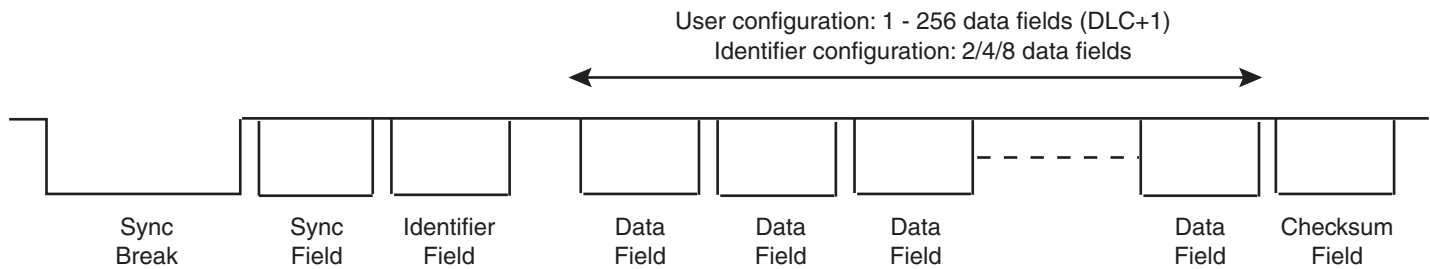 User configuration: 1 - 256 data fields (DLC+1)
Identifier configuration: 2/4/8 data fields
Sync
Break
Sync
Field
Identifier
Field
Data
Field
Data
Field
Data
Field
Data
Field
Checksum
Field